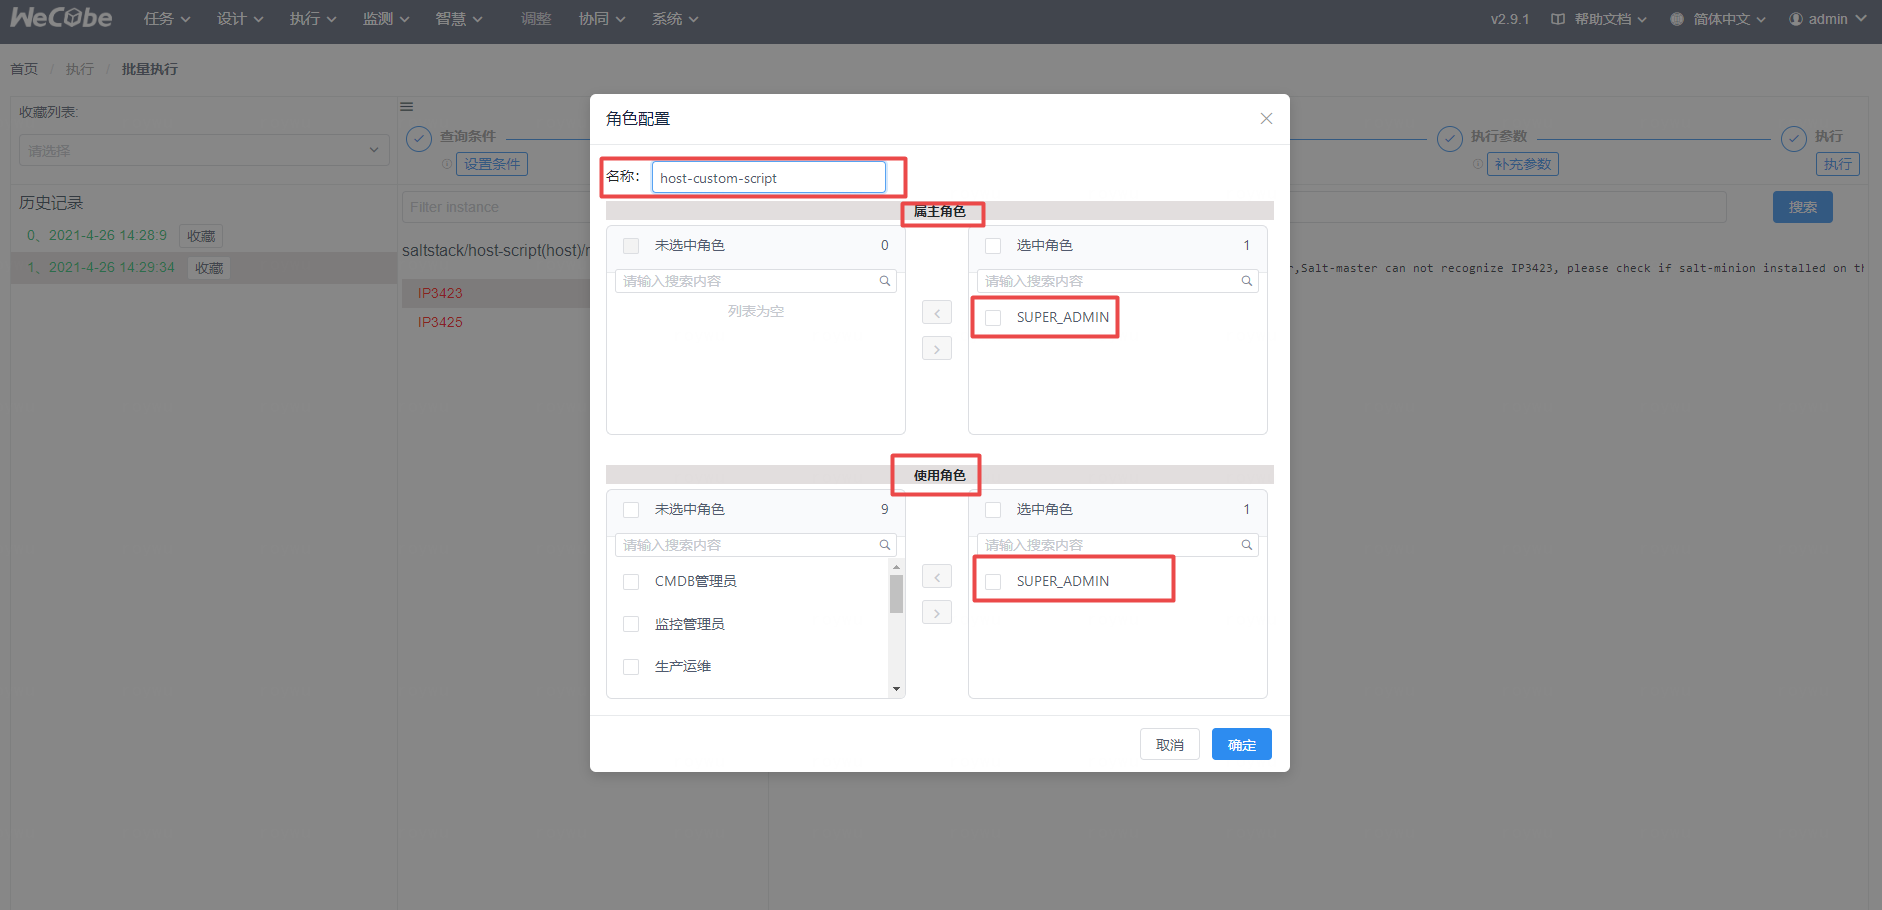 WeCube 任务 设计 执行 监测 智慧 调整 协同 系统 v2.9.1 帮助文档 简体中文 admin
首页 / 执行 / 批量执行
收藏列表:
请选择
历史记录
0、2021-4-26 14:28:9 收藏
1、2021-4-26 14:29:34 收藏
查询条件
设置条件
执行参数
补充参数
执行
执行
Filter instance
搜索
saltstack/host-script(host)/r
IP3423
IP3425
r,Salt-master can not recognize IP3423, please check if salt-minion installed on th
角色配置
名称: host-custom-script
属主角色
未选中角色 0
请输入搜索内容
列表为空
选中角色 1
请输入搜索内容
SUPER_ADMIN
使用角色
未选中角色 9
请输入搜索内容
CMDB管理员
监控管理员
生产运维
选中角色 1
请输入搜索内容
SUPER_ADMIN
取消 确定